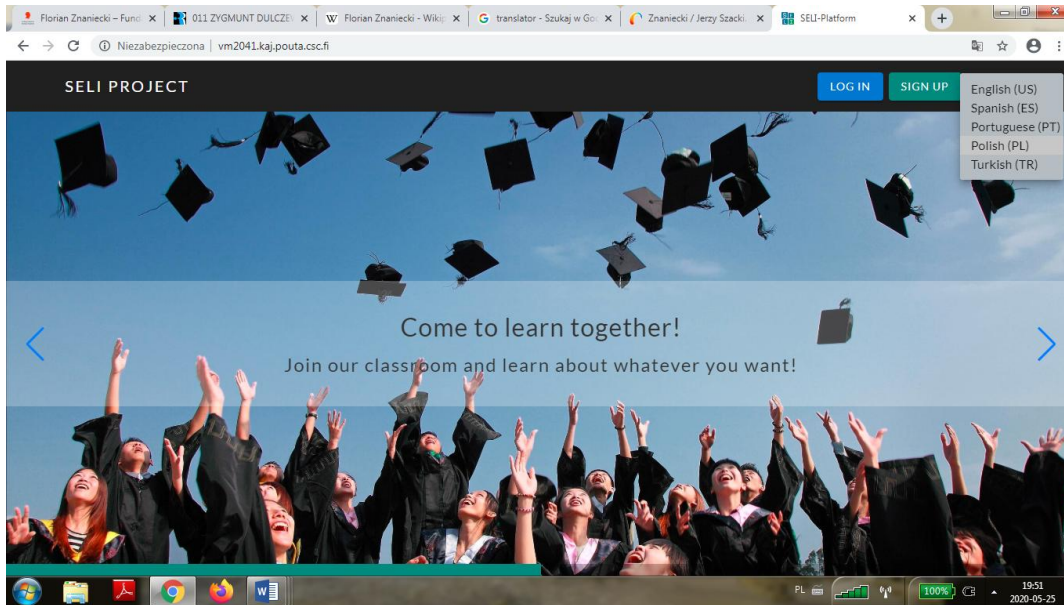 Florian Znaniecki – Fund
011 ZYGMUNT DULCZEW
Florian Znaniecki - Wikip
translator - Szukaj w Goo
Znaniecki / Jerzy Szacki.
SELI-Platform
Niezabezpieczona | vm2041.kaj.pouta.csc.fi
SELI PROJECT
LOG IN
SIGN UP
English (US)
Spanish (ES)
Portuguese (PT)
Polish (PL)
Turkish (TR)
Come to learn together!
Join our classroom and learn about whatever you want!
PL
100%
19:51
2020-05-25